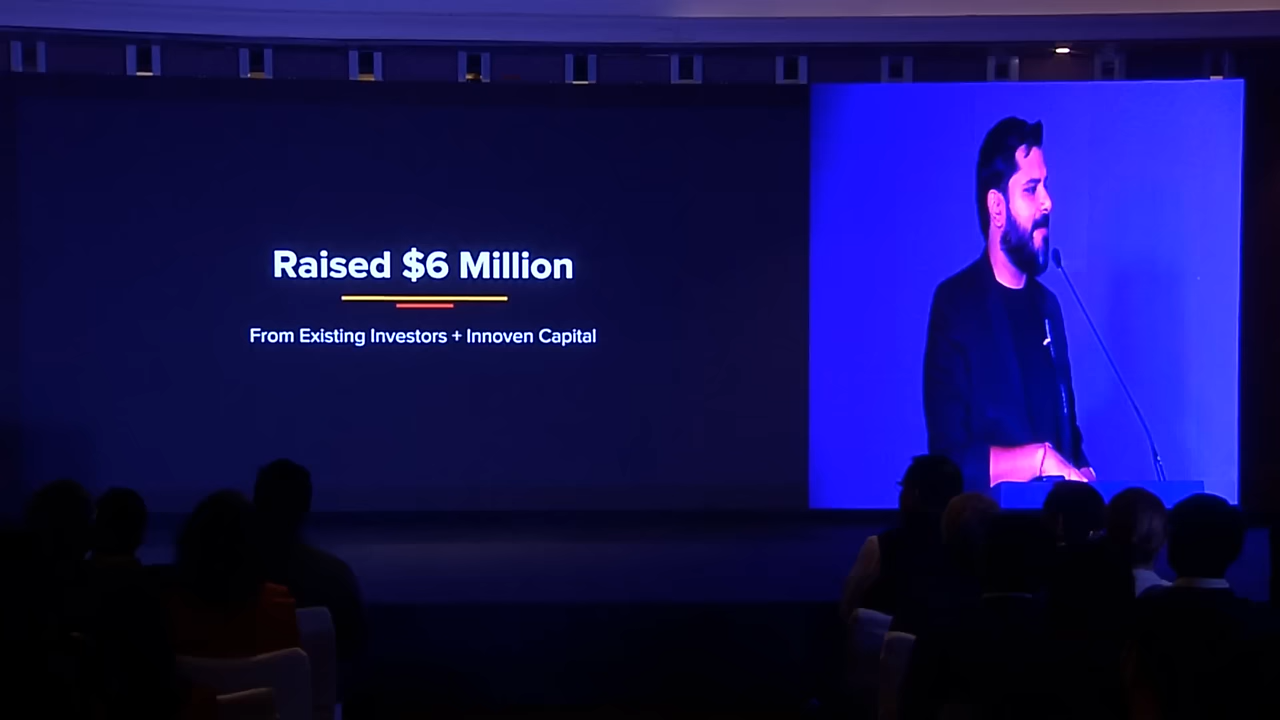 Raised $6 Million
From Existing Investors + Innoven Capital